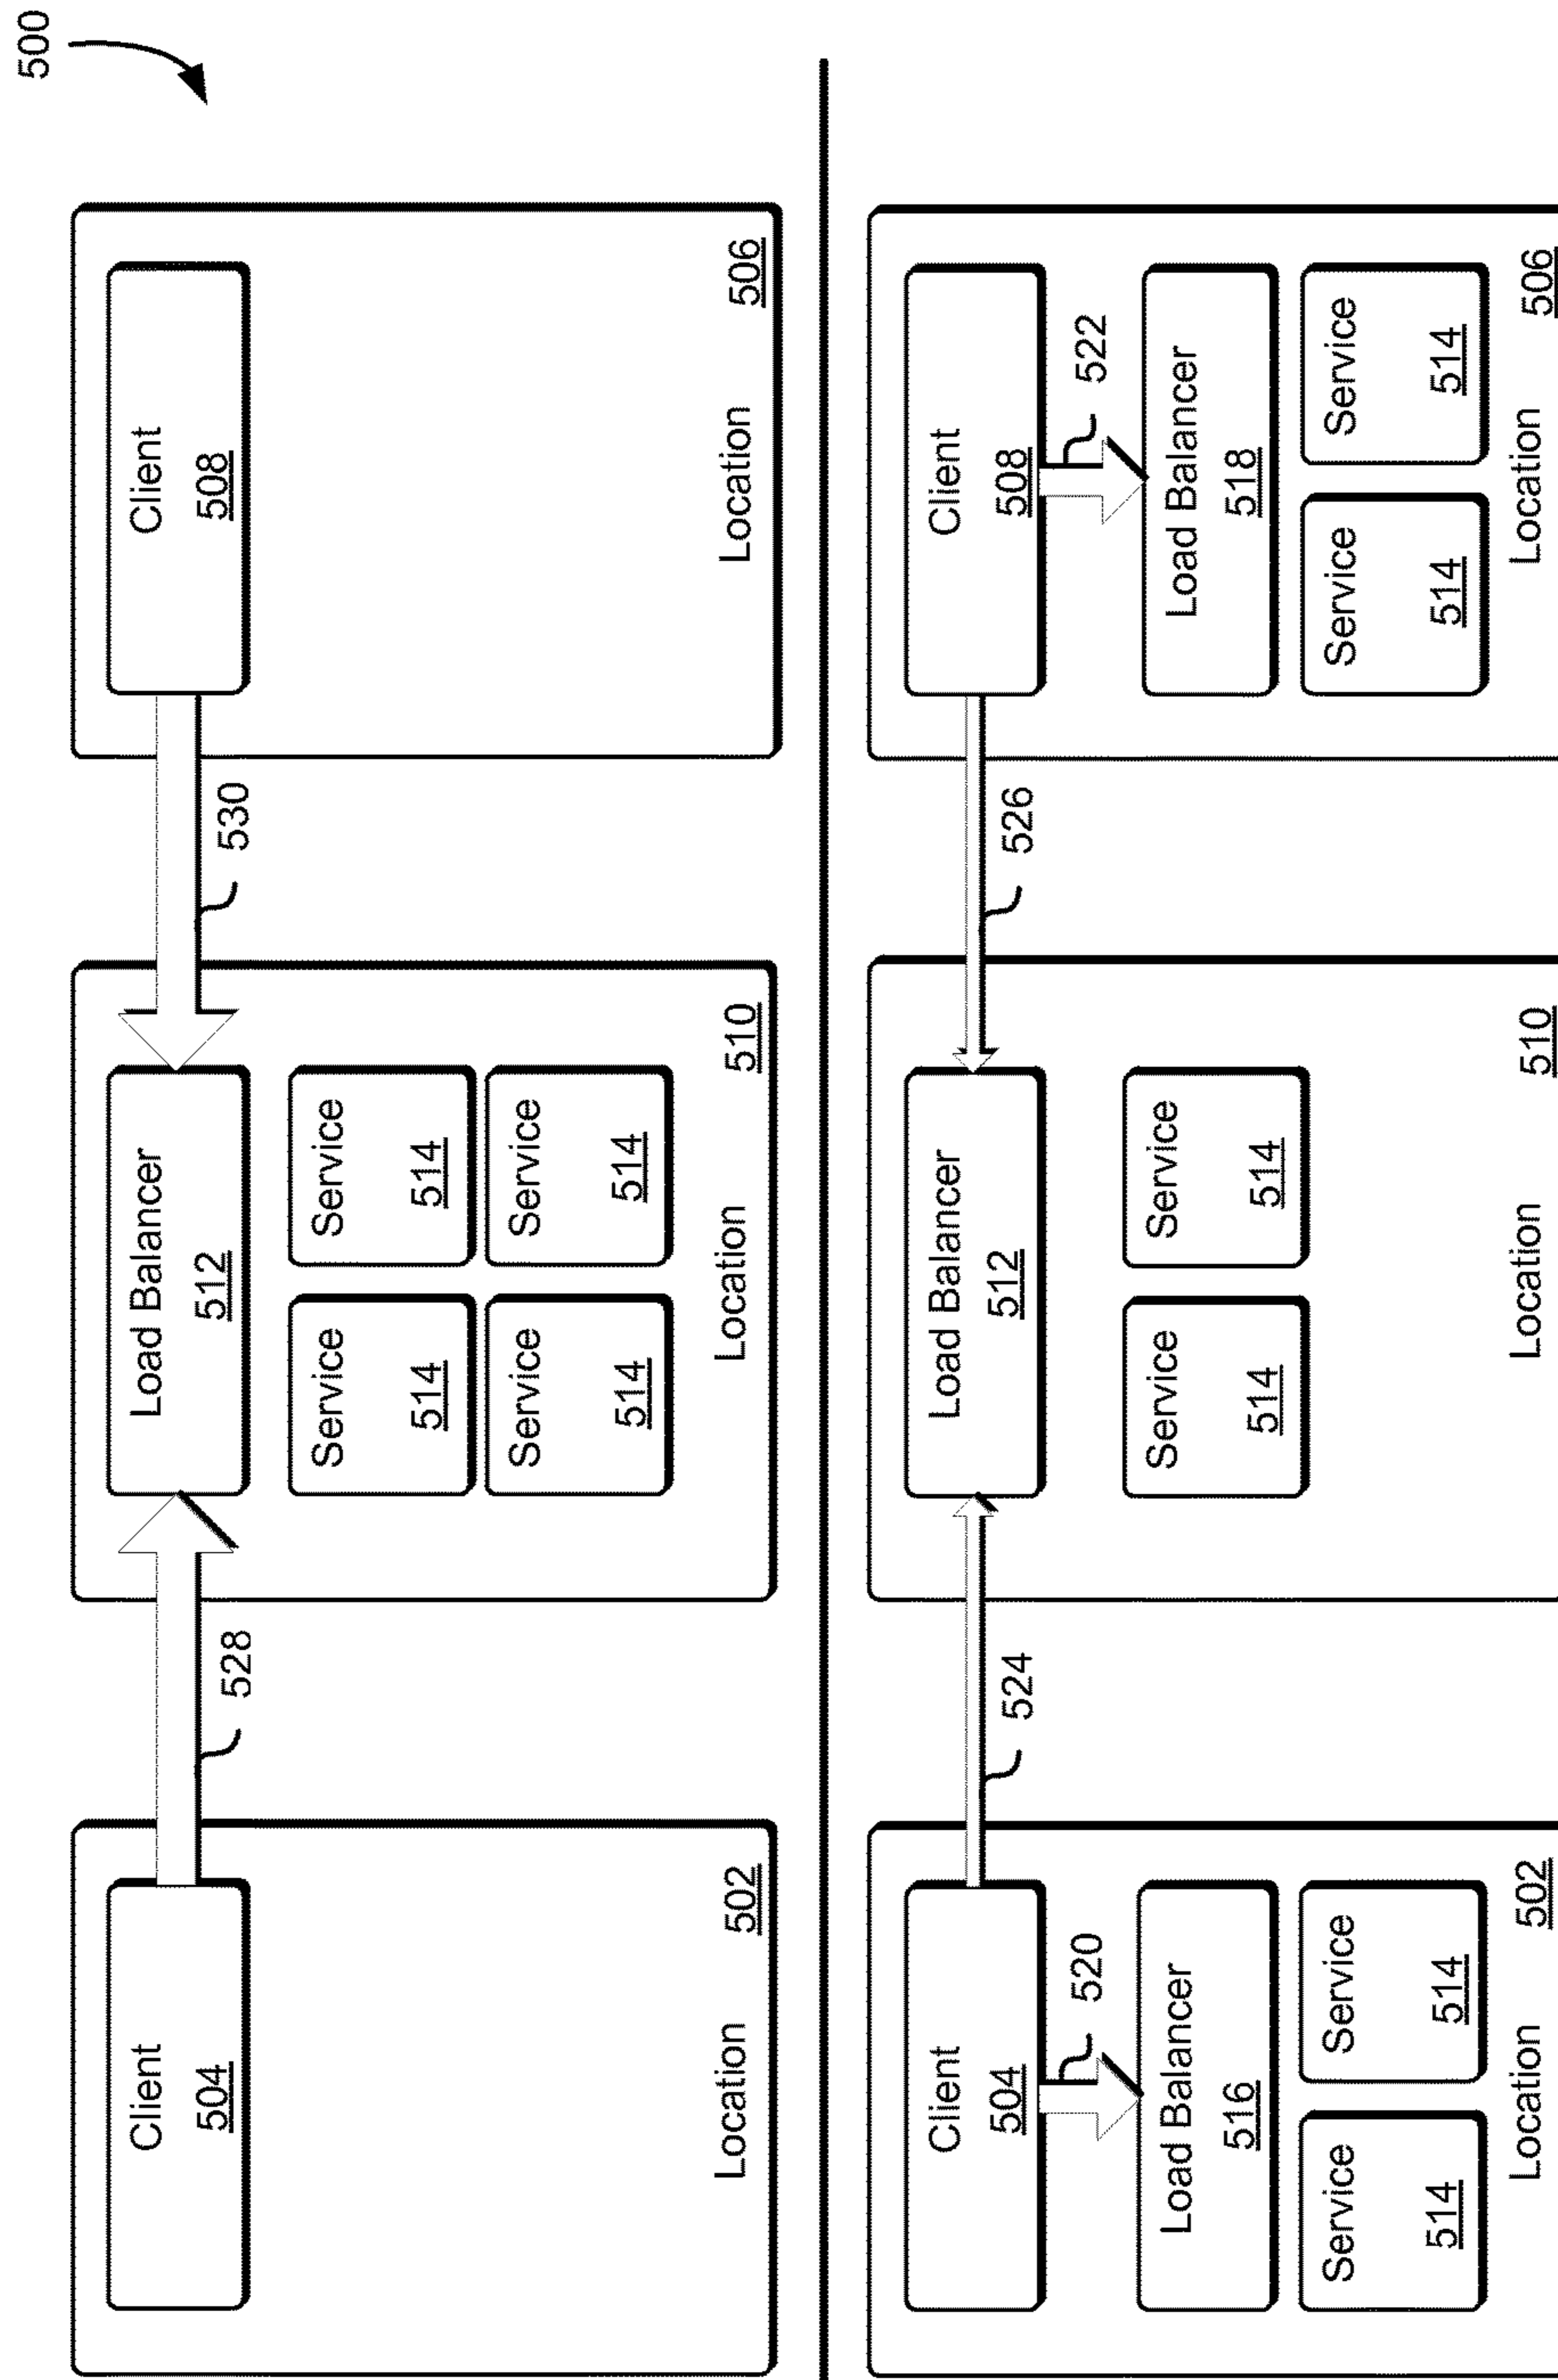 500
Client
504
Location
502
528
Load Balancer
512
Service
514
Service
514
Service
514
Service
514
Location
510
530
Client
508
Location
506
Client
504
520
Load Balancer
516
Service
514
Service
514
Location
502
524
Load Balancer
512
Service
514
Service
514
Location
510
526
Client
508
522
Load Balancer
518
Service
514
Service
514
Location
506